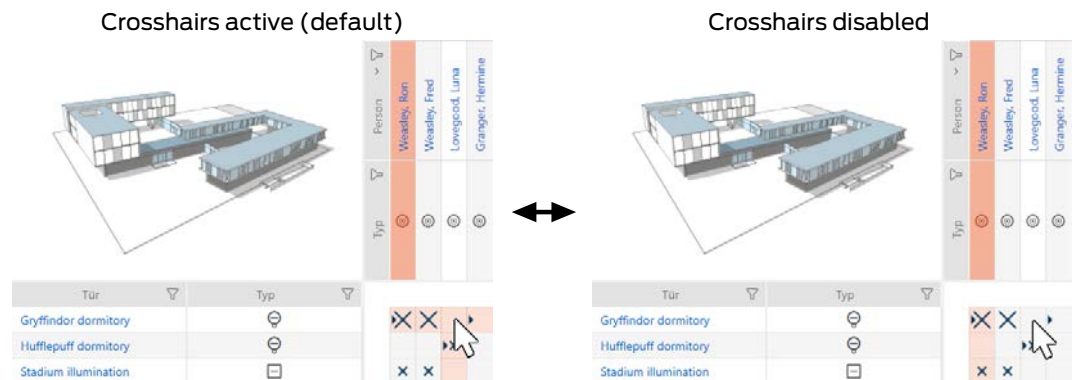 Crosshairs active (default)
Person
Weasley, Ron
Weasley, Fred
Lovegood, Luna
Granger, Hermine
Typ
Tür
Typ
Gryffindor dormitory
Hufflepuff dormitory
Stadium illumination
Crosshairs disabled
Person
Weasley, Ron
Weasley, Fred
Lovegood, Luna
Granger, Hermine
Typ
Tür
Typ
Gryffindor dormitory
Hufflepuff dormitory
Stadium illumination